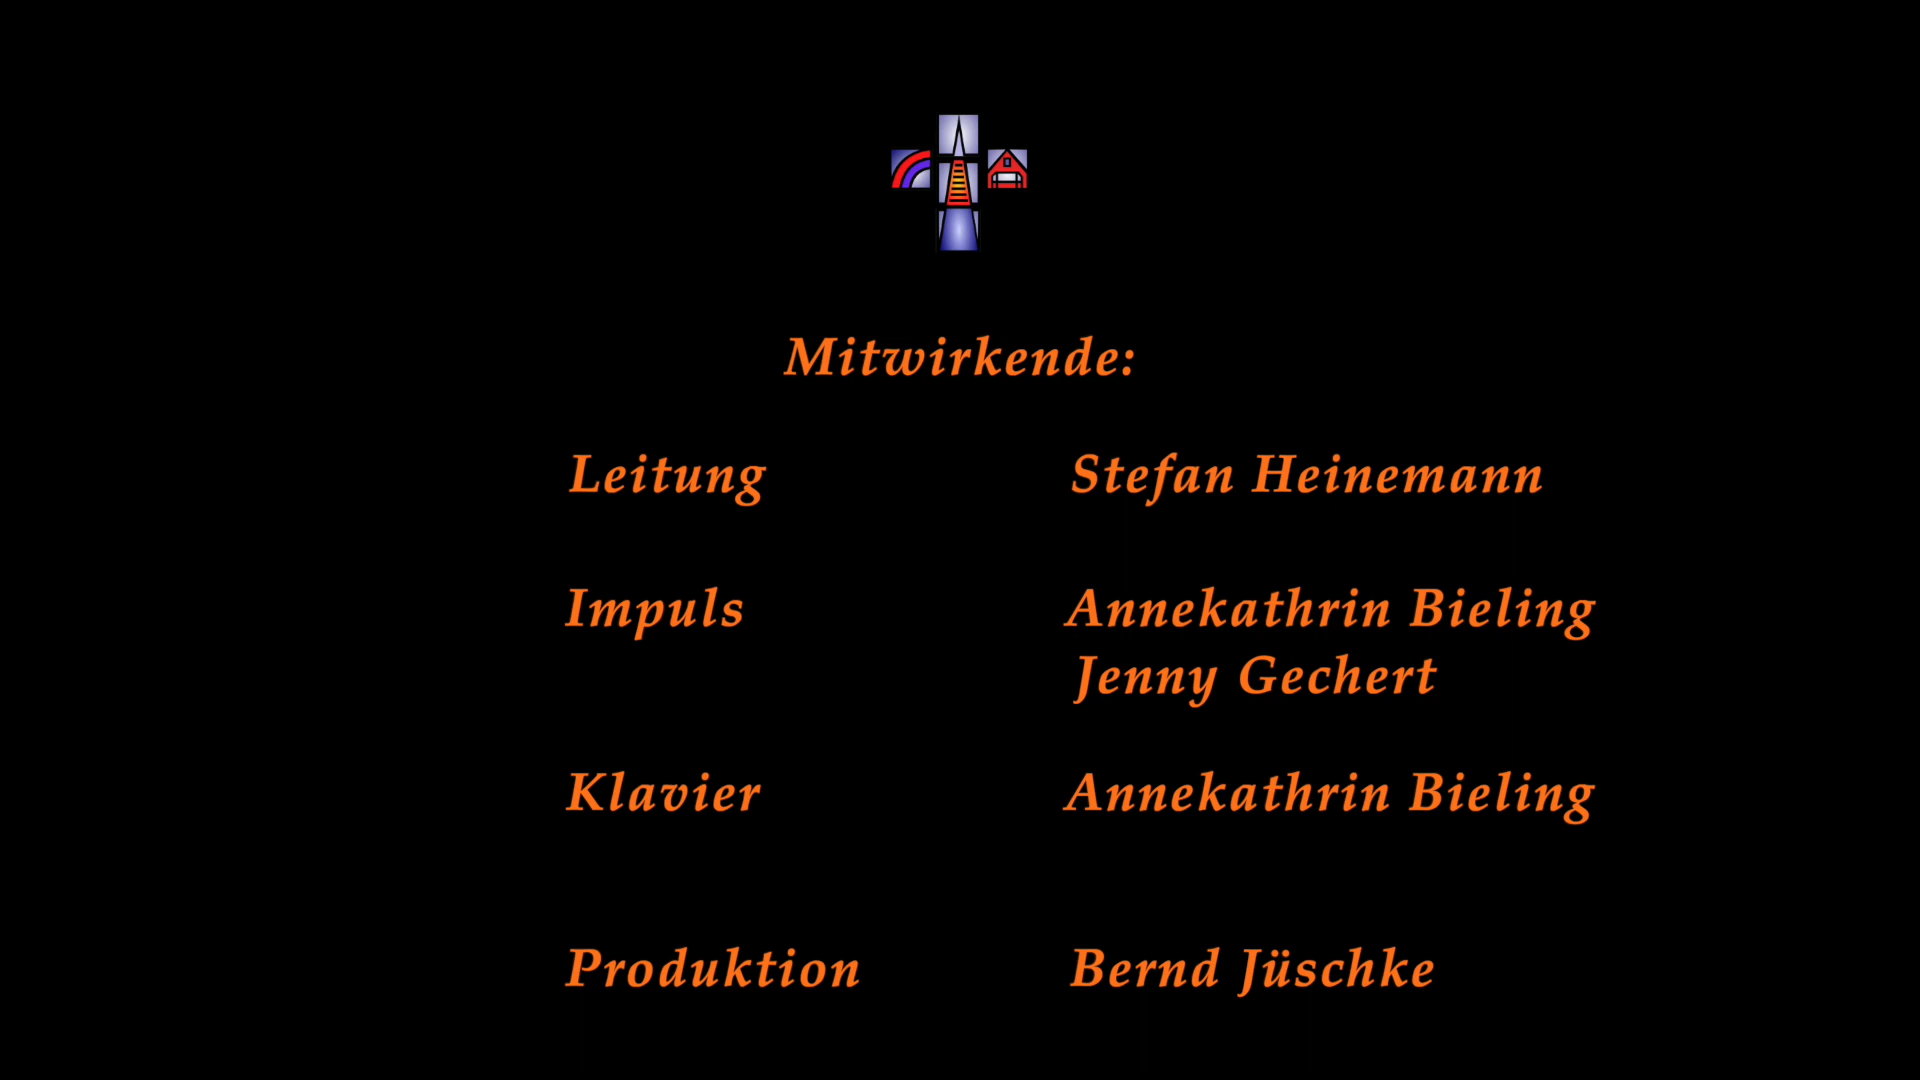 Mitwirkende:
Leitung Stefan Heinemann
Impuls Annekathrin Bieling
Jenny Gechert
Klavier Annekathrin Bieling
Produktion Bernd Jüschke